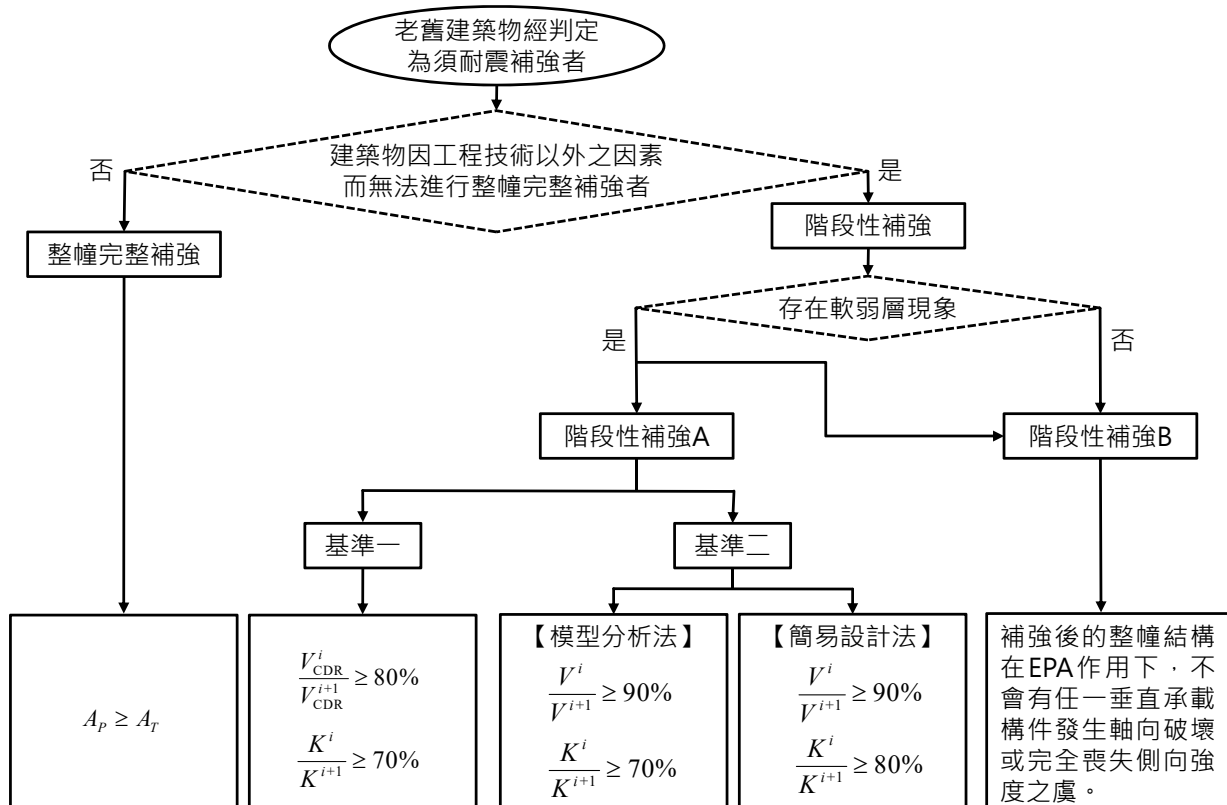 老舊建築物經判定
為須耐震補強者
建築物因工程技術以外之因素
而無法進行整幢完整補強者
否
是
整幢完整補強
階段性補強
存在軟弱層現象
是
否
階段性補強A
階段性補強B
基準一
基準二
A_P ≥ A_T
V^i_CDR / V^{i+1}_CDR ≥ 80%
K^i / K^{i+1} ≥ 70%
【模型分析法】
V^i / V^{i+1} ≥ 90%
K^i / K^{i+1} ≥ 70%
【簡易設計法】
V^i / V^{i+1} ≥ 90%
K^i / K^{i+1} ≥ 80%
補強後的整幢結構
在EPA作用下，不
會有任一垂直承載
構件發生軸向破壞
或完全喪失側向強
度之虞。